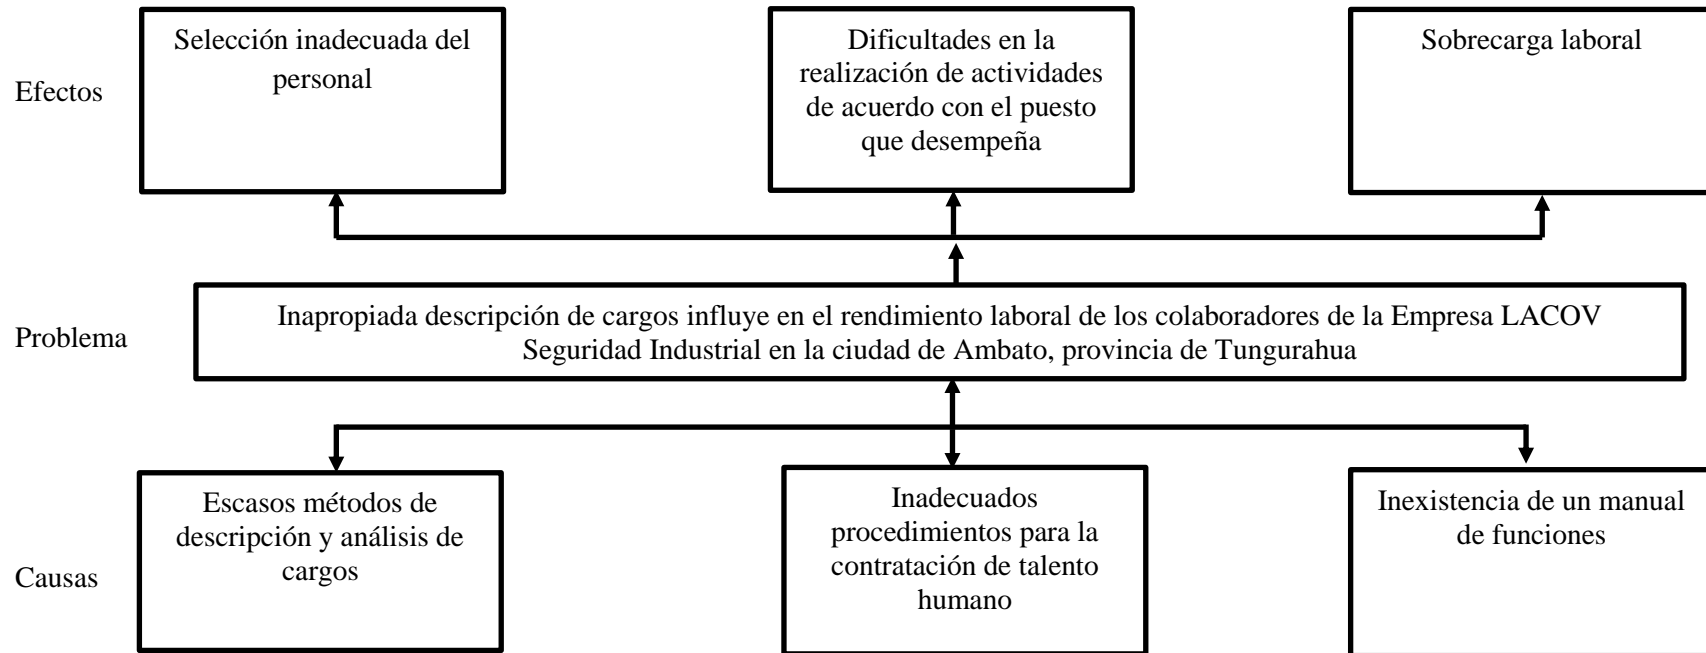 Efectos
Selección inadecuada del
personal
Dificultades en la
realización de actividades
de acuerdo con el puesto
que desempeña
Sobrecarga laboral
Problema
Inapropiada descripción de cargos influye en el rendimiento laboral de los colaboradores de la Empresa LACOV
Seguridad Industrial en la ciudad de Ambato, provincia de Tungurahua
Causas
Escasos métodos de
descripción y análisis de
cargos
Inadecuados
procedimientos para la
contratación de talento
humano
Inexistencia de un manual
de funciones